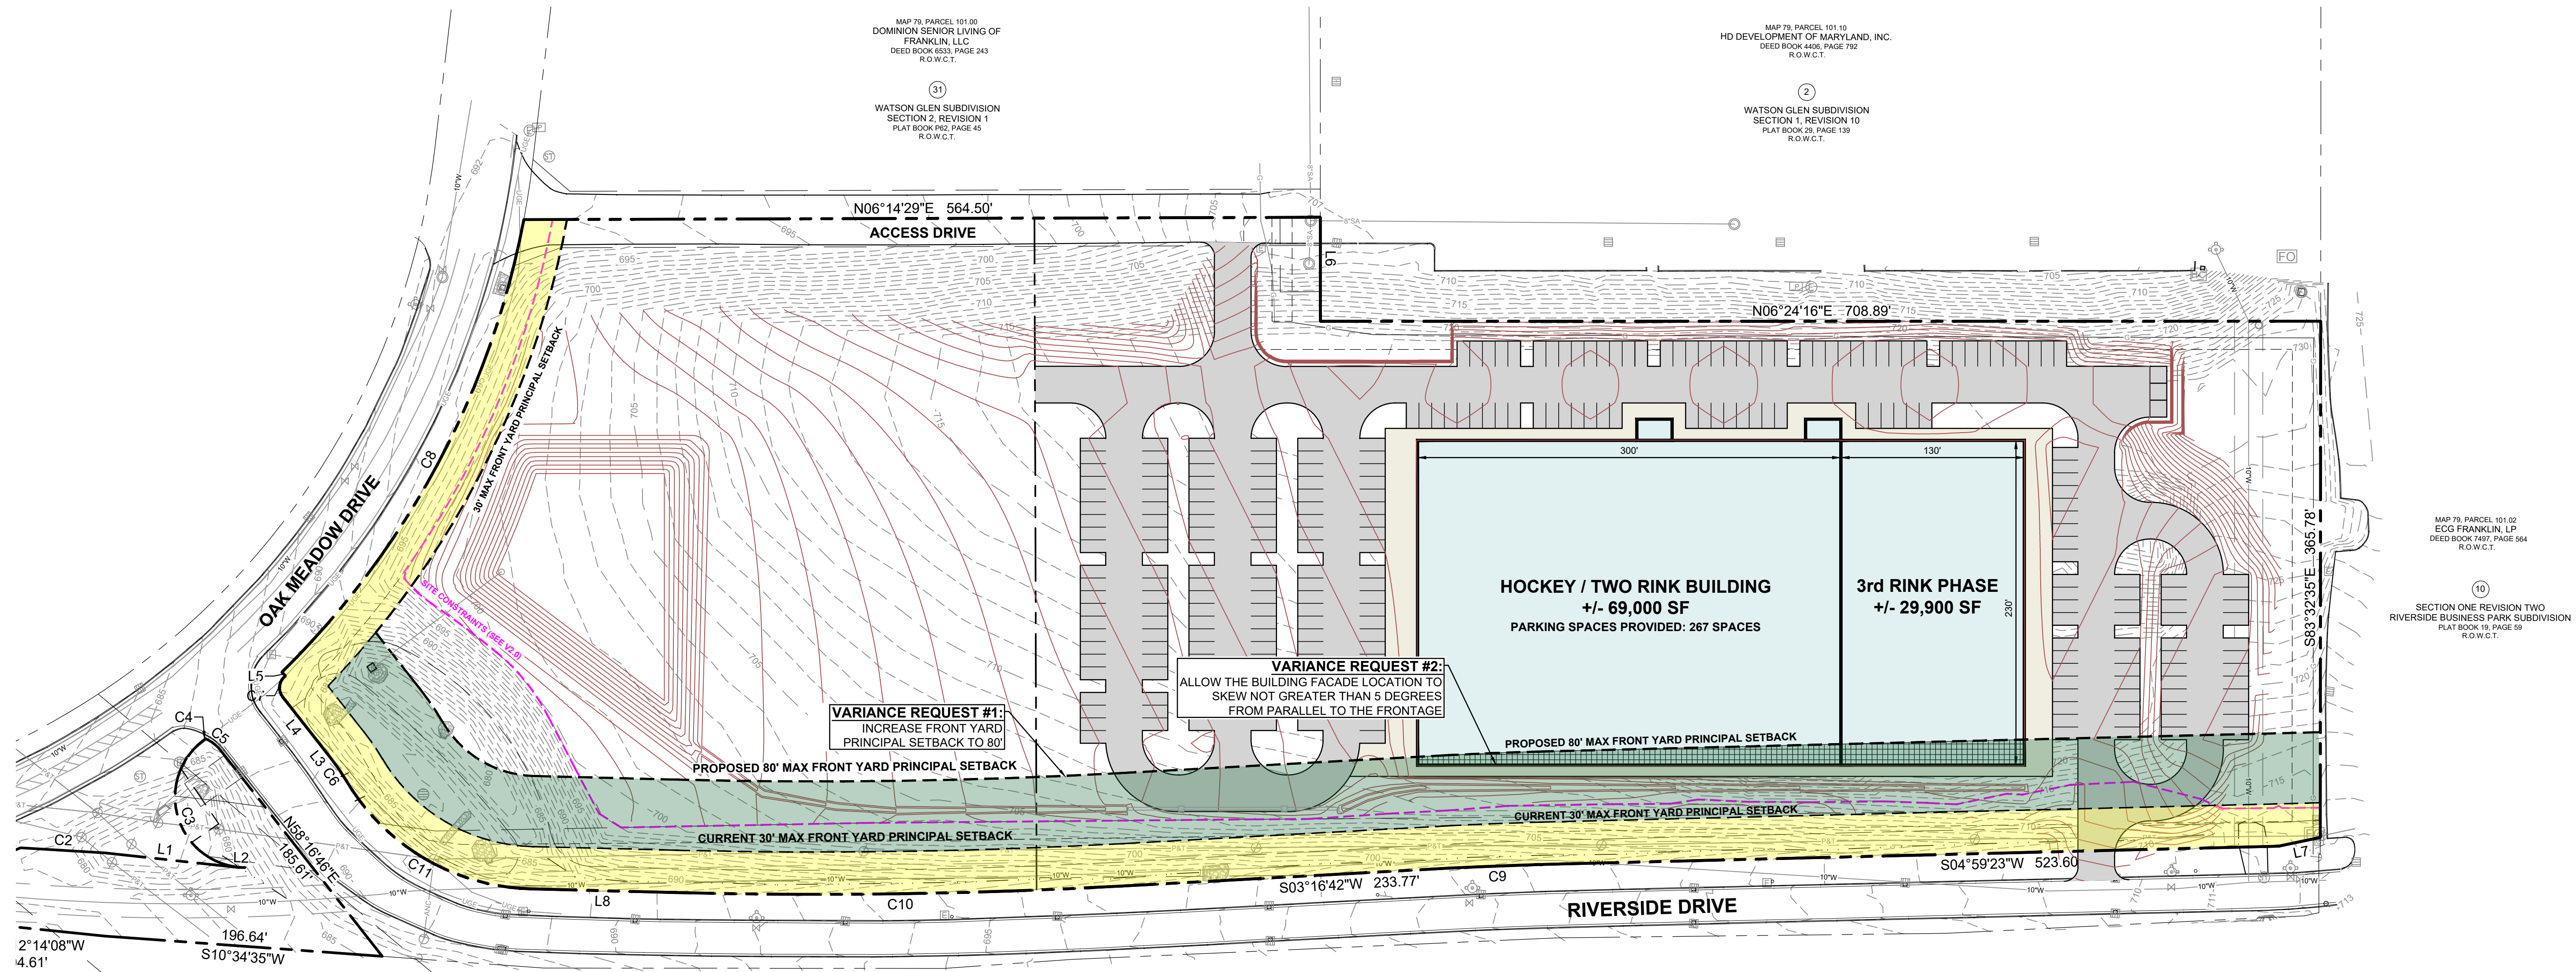 MAP 79, PARCEL 101.00
DOMINION SENIOR LIVING OF
FRANKLIN, LLC
DEED BOOK 6533, PAGE 243
R.O.W.C.T.
31
WATSON GLEN SUBDIVISION
SECTION 2, REVISION 1
PLAT BOOK P62, PAGE 45
R.O.W.C.T.
MAP 79, PARCEL 101.10
HD DEVELOPMENT OF MARYLAND, INC.
DEED BOOK 4406, PAGE 792
R.O.W.C.T.
2
WATSON GLEN SUBDIVISION
SECTION 1, REVISION 10
PLAT BOOK 29, PAGE 139
R.O.W.C.T.
MAP 79, PARCEL 101.02
ECG FRANKLIN, LP
DEED BOOK 7497, PAGE 564
R.O.W.C.T.
10
SECTION ONE REVISION TWO
RIVERSIDE BUSINESS PARK SUBDIVISION
PLAT BOOK 19, PAGE 59
R.O.W.C.T.
N06°14'29"E 564.50'
ACCESS DRIVE
L6
N06°24'16"E 708.89'
S83°32'35"E 365.78'
FO
30' MAX FRONT YARD PRINCIPAL SETBACK
C8
OAK MEADOW DRIVE
SITE CONSTRAINTS (SEE V2.0)
300'
130'
230'
HOCKEY / TWO RINK BUILDING
+/- 69,000 SF
PARKING SPACES PROVIDED: 267 SPACES
3rd RINK PHASE
+/- 29,900 SF
VARIANCE REQUEST #2:
ALLOW THE BUILDING FACADE LOCATION TO
SKEW NOT GREATER THAN 5 DEGREES
FROM PARALLEL TO THE FRONTAGE
VARIANCE REQUEST #1:
INCREASE FRONT YARD
PRINCIPAL SETBACK TO 80'
PROPOSED 80' MAX FRONT YARD PRINCIPAL SETBACK
PROPOSED 80' MAX FRONT YARD PRINCIPAL SETBACK
CURRENT 30' MAX FRONT YARD PRINCIPAL SETBACK
CURRENT 30' MAX FRONT YARD PRINCIPAL SETBACK
L5
C7
L4
L3
C6
C4
C5
C3
C2
L1
L2
N58°16'46"E
185.61'
C11
L8
C10
S03°16'42"W 233.77'
C9
S04°59'23"W 523.60
L7
RIVERSIDE DRIVE
196.64'
S10°34'35"W
2°14'08"W
4.61'